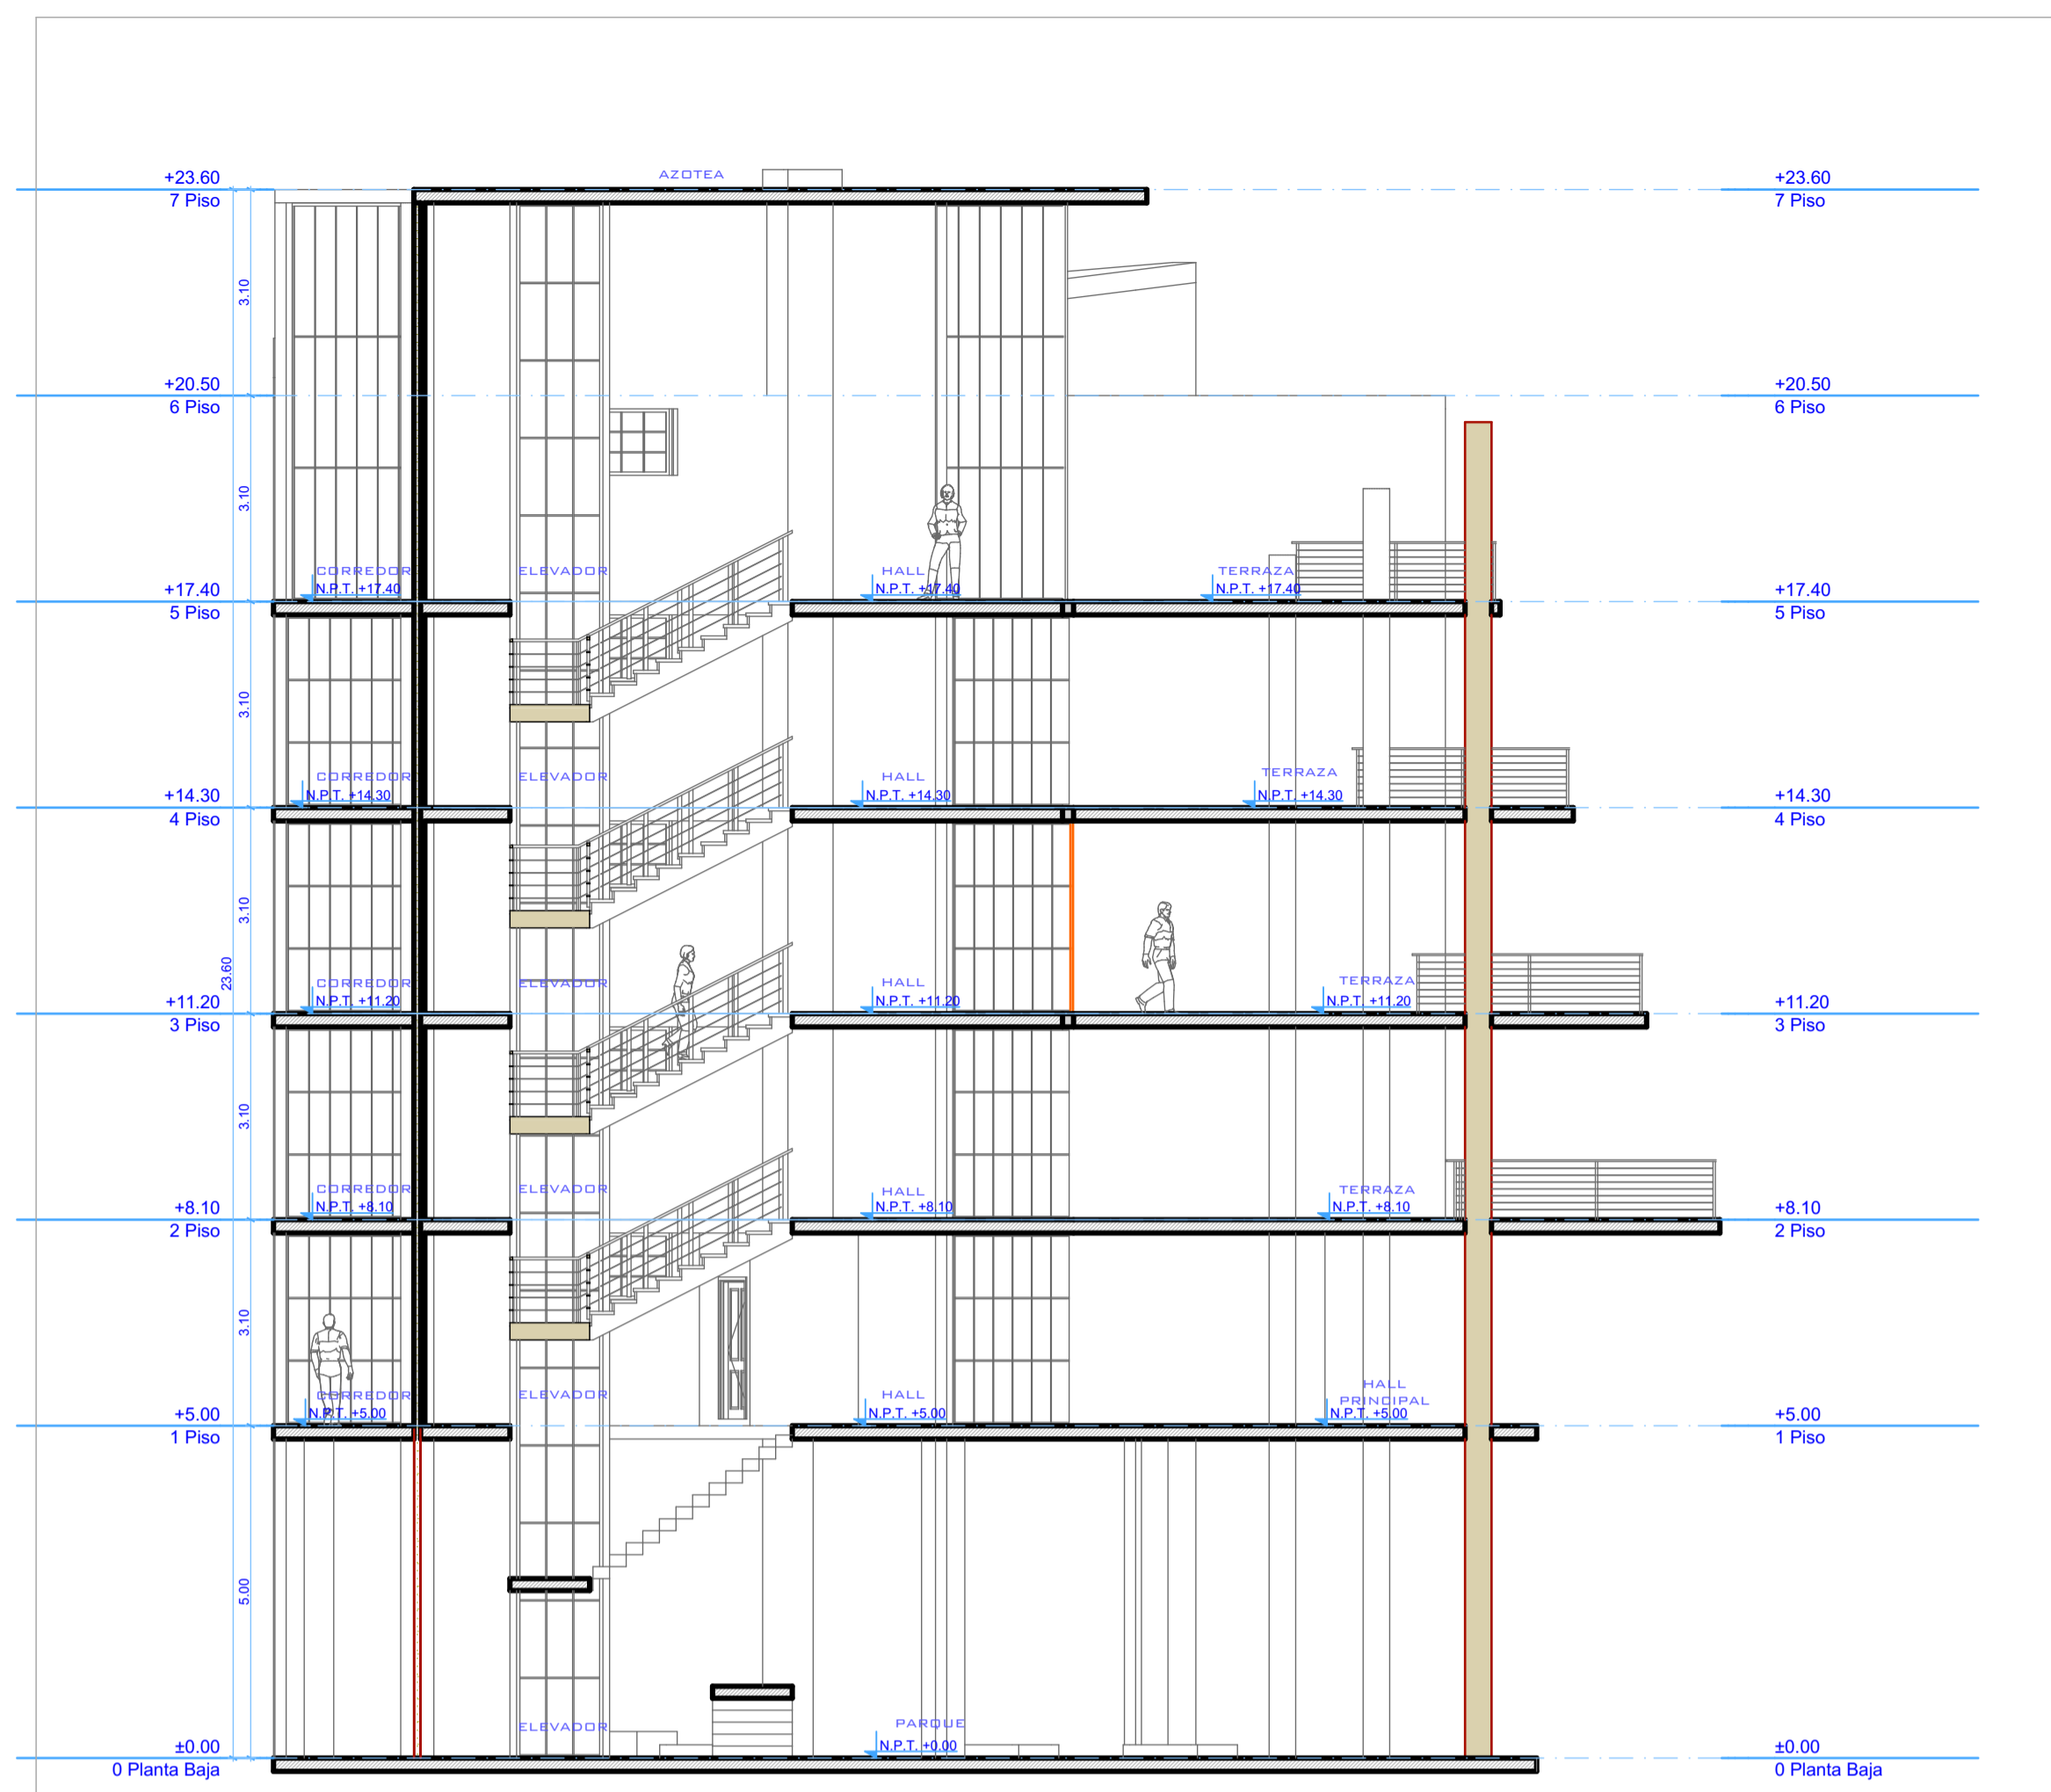 AZOTEA
+23.60
7 Piso
+23.60
7 Piso
3.10
+20.50
6 Piso
+20.50
6 Piso
3.10
CORREDOR
N.P.T. +17.40
ELEVADOR
HALL
N.P.T. +17.40
TERRAZA
N.P.T. +17.40
+17.40
5 Piso
+17.40
5 Piso
3.10
CORREDOR
N.P.T. +14.30
ELEVADOR
HALL
N.P.T. +14.30
TERRAZA
N.P.T. +14.30
+14.30
4 Piso
+14.30
4 Piso
3.10
23.60
CORREDOR
N.P.T. +11.20
ELEVADOR
HALL
N.P.T. +11.20
TERRAZA
N.P.T. +11.20
+11.20
3 Piso
+11.20
3 Piso
3.10
CORREDOR
N.P.T. +8.10
ELEVADOR
HALL
N.P.T. +8.10
TERRAZA
N.P.T. +8.10
+8.10
2 Piso
+8.10
2 Piso
3.10
CORREDOR
N.P.T. +5.00
ELEVADOR
HALL
N.P.T. +5.00
HALL
PRINCIPAL
N.P.T. +5.00
+5.00
1 Piso
+5.00
1 Piso
5.00
ELEVADOR
PARQUE
N.P.T. +0.00
±0.00
0 Planta Baja
±0.00
0 Planta Baja